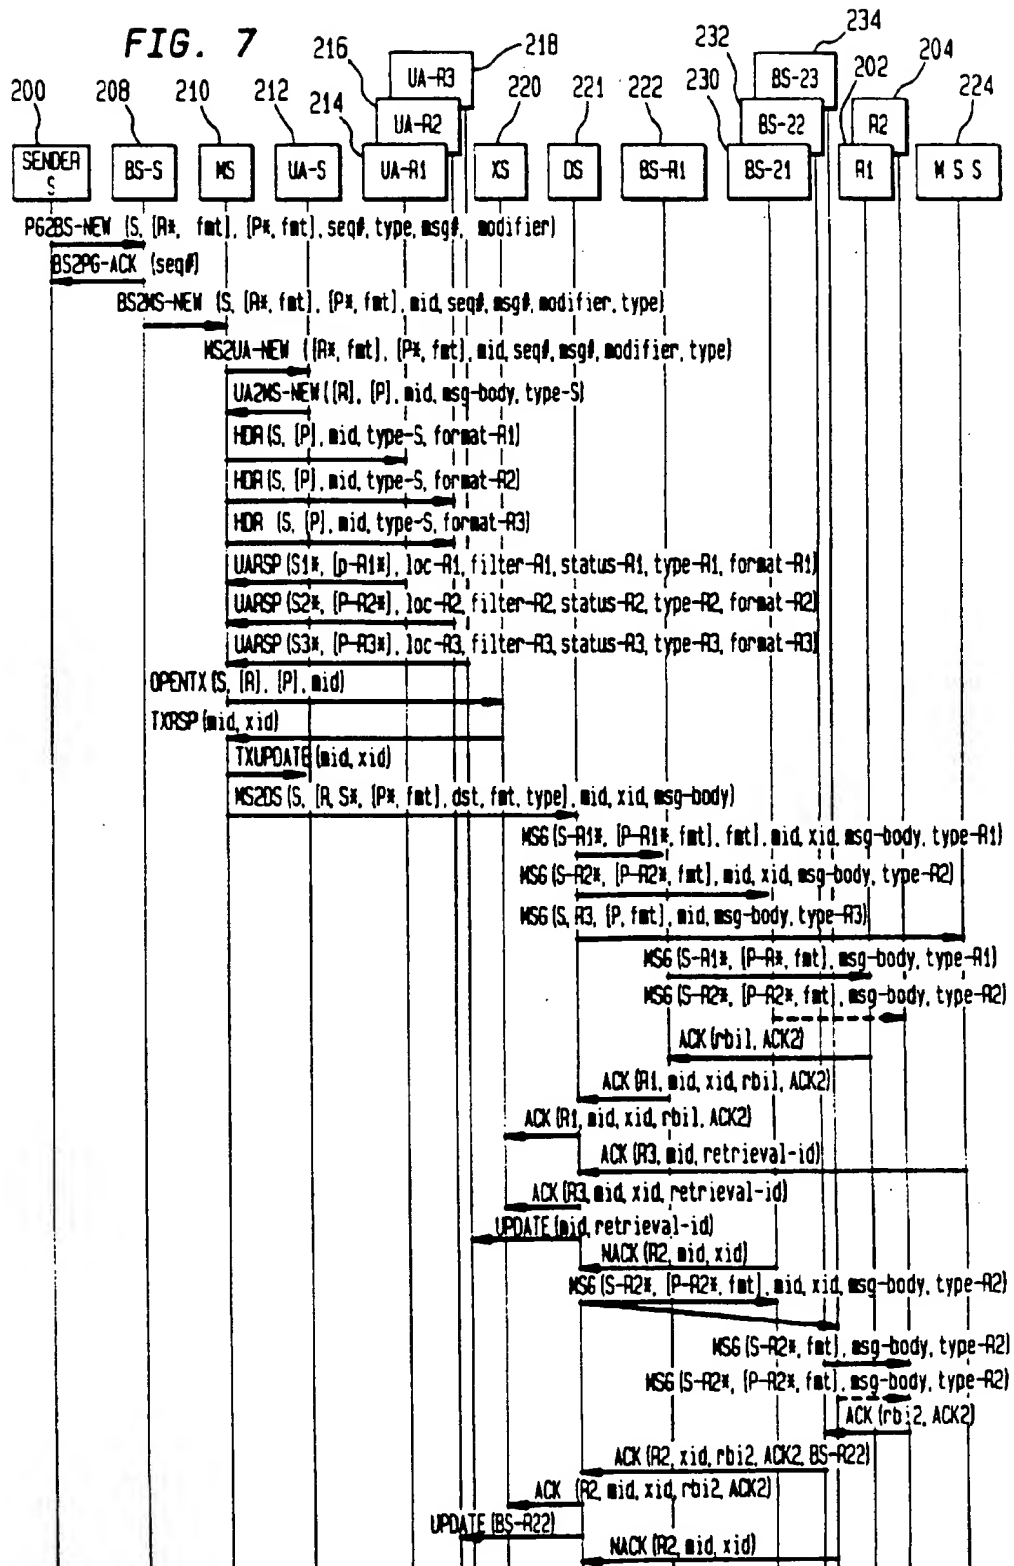 FIG. 7
216
218
232
234
204
200
208
210
212
214
220
221
222
230
202
224
UA-R3
BS-23
UA-R2
BS-22
R2
SENDER S
BS-S
MS
UA-S
UA-R1
XS
DS
BS-R1
BS-21
R1
M S S
PG2BS-NEW (S, [R*, fmt], [P*, fmt], seq#, type, msg#, modifier)
BS2PG-ACK (seq#)
BS2MS-NEW (S, [R*, fmt], [P*, fmt], mid, seq#, msg#, modifier, type)
MS2UA-NEW ([R*, fmt], [P*, fmt], mid, seq#, msg#, modifier, type)
UA2MS-NEW ([R], [P], mid, msg-body, type-S)
HDR (S, [P], mid, type-S, format-R1)
HDR (S, [P], mid, type-S, format-R2)
HDR (S, [P], mid, type-S, format-R3)
UARSP (S1*, [p-R1*], loc-R1, filter-R1, status-R1, type-R1, format-R1)
UARSP (S2*, [P-R2*], loc-R2, filter-R2, status-R2, type-R2, format-R2)
UARSP (S3*, [P-R3*], loc-R3, filter-R3, status-R3, type-R3, format-R3)
OPENTX (S, [R], [P], mid)
TXRSP (mid, xid)
TXUPDATE (mid, xid)
MS2DS (S, [R, S*, [P*, fmt], dst, fmt, type], mid, xid, msg-body)
MSG (S-R1*, [P-R1*, fmt], fmt], mid, xid, msg-body, type-R1)
MSG (S-R2*, [P-R2*, fmt], mid, xid, msg-body, type-R2)
MSG (S, R3, [P, fmt], mid, msg-body, type-R3)
MSG (S-R1*, [P-R*, fmt], msg-body, type-R1)
MSG (S-R2*, [P-R2*, fmt], msg-body, type-R2)
ACK (rbi1, ACK2)
ACK (R1, mid, xid, rbi1, ACK2)
ACK (R1, mid, xid, rbi1, ACK2)
ACK (R3, mid, retrieval-id)
ACK (R3, mid, xid, retrieval-id)
UPDATE (mid, retrieval-id)
NACK (R2, mid, xid)
MSG (S-R2*, [P-R2*, fmt], mid, xid, msg-body, type-R2)
MSG (S-R2*, fmt], msg-body, type-R2)
MSG (S-R2*, [P-R2*, fmt], msg-body, type-R2)
ACK (rbi2, ACK2)
ACK (R2, xid, rbi2, ACK2, BS-R22)
ACK (R2, mid, xid, rbi2, ACK2)
UPDATE (BS-R22)
NACK (R2, mid, xid)